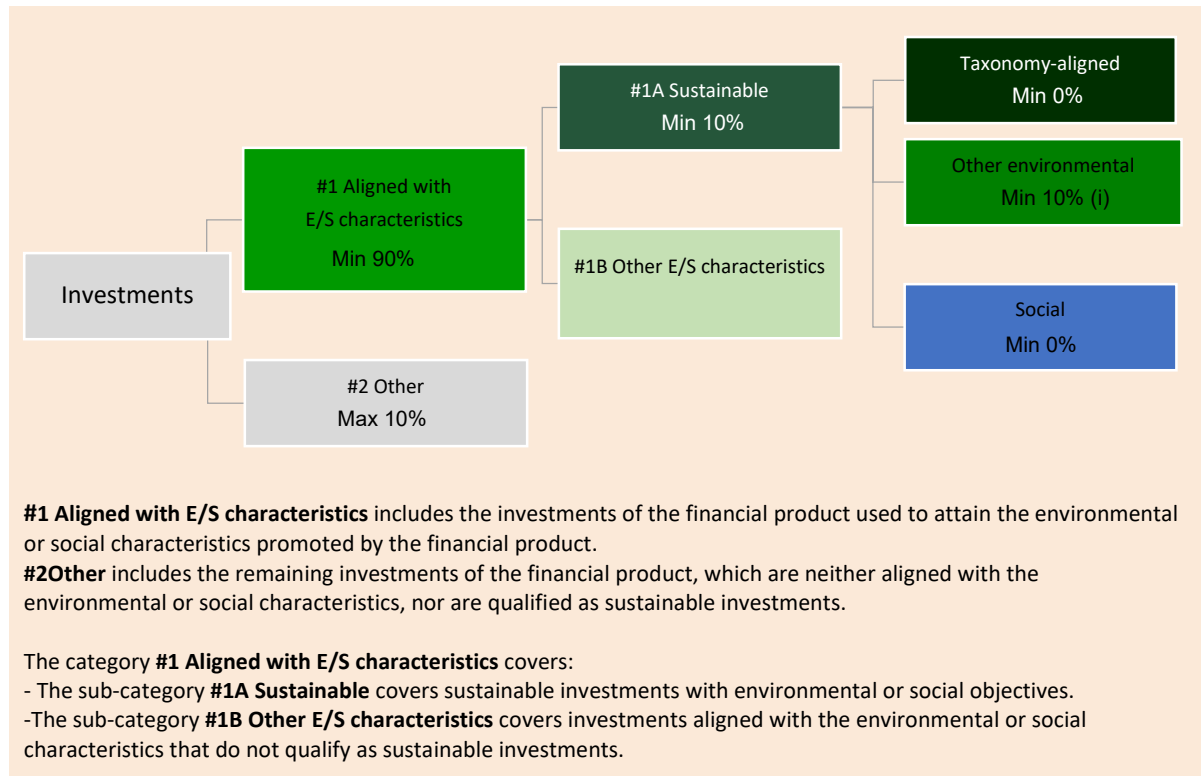 Investments
#1 Aligned with
E/S characteristics
Min 90%
#2 Other
Max 10%
#1A Sustainable
Min 10%
#1B Other E/S characteristics
Taxonomy-aligned
Min 0%
Other environmental
Min 10% (i)
Social
Min 0%
#1 Aligned with E/S characteristics includes the investments of the financial product used to attain the environmental
or social characteristics promoted by the financial product.
#2Other includes the remaining investments of the financial product, which are neither aligned with the
environmental or social characteristics, nor are qualified as sustainable investments.
The category #1 Aligned with E/S characteristics covers:
- The sub-category #1A Sustainable covers sustainable investments with environmental or social objectives.
-The sub-category #1B Other E/S characteristics covers investments aligned with the environmental or social
characteristics that do not qualify as sustainable investments.